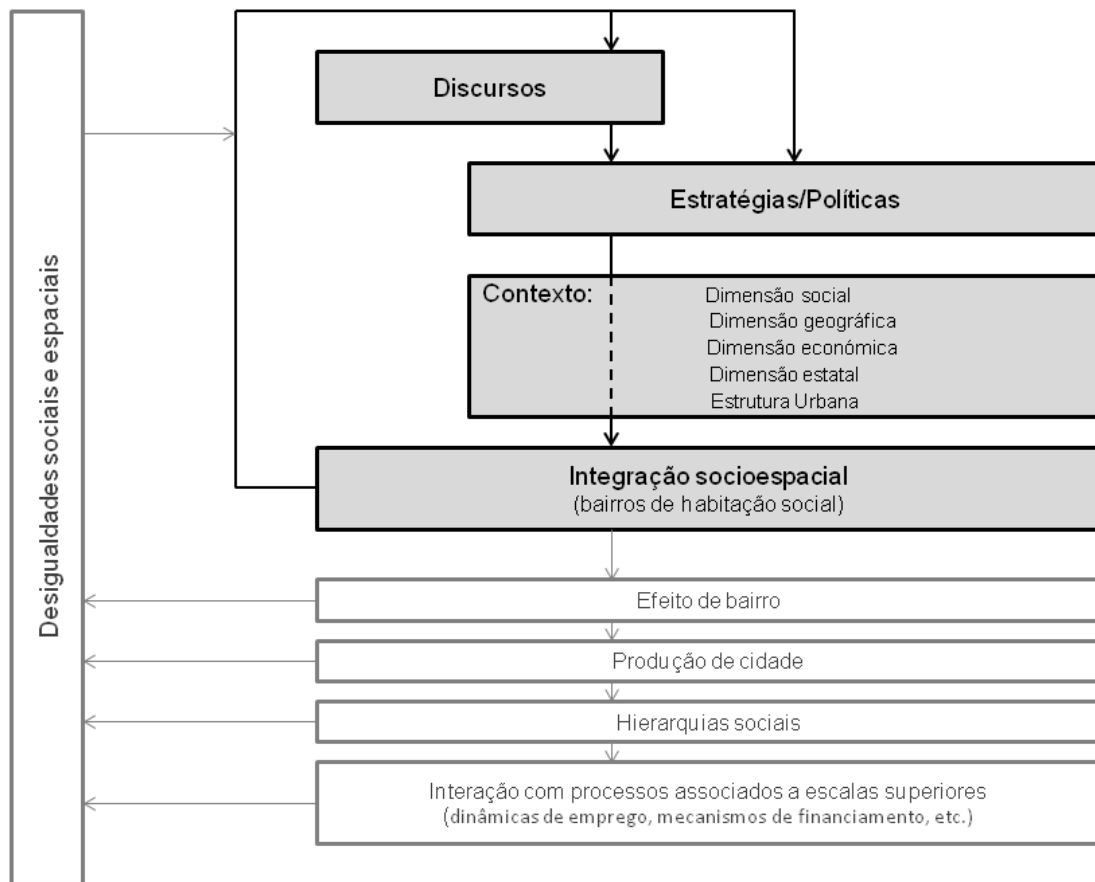 Desigualdades sociais e espaciais
Discursos
Estratégias/Políticas
Contexto:
Dimensão social
Dimensão geográfica
Dimensão económica
Dimensão estatal
Estrutura Urbana
Integração socioespacial
(bairros de habitação social)
Efeito de bairro
Produção de cidade
Hierarquias sociais
Interação com processos associados a escalas superiores
(dinâmicas de emprego, mecanismos de financiamento, etc.)